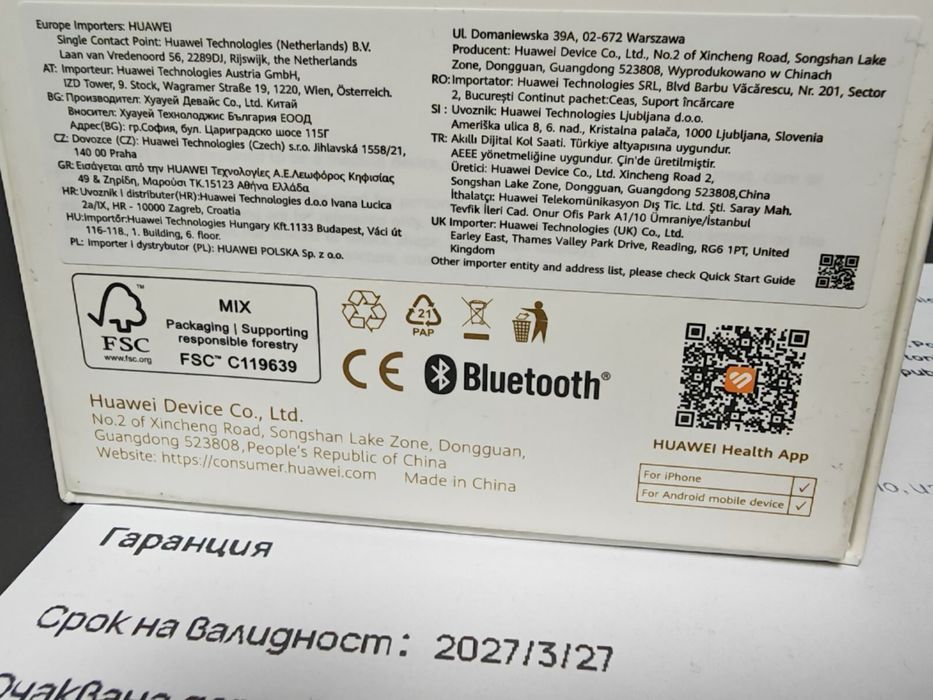 Europe Importers: HUAWEI
Single Contact Point: Huawei Technologies (Netherlands) B.V.
Laan van Vredenoord 56, 2289DJ, Rijswijk, the Netherlands
AT: Importeur: Huawei Technologies Austria GmbH,
IZD Tower, 9. Stock, Wagramer Straße 19, 1220, Wien, Österreich.
BG: Производител: Хуауей Девайс Co., Ltd. Китай
Вносител: Хуауей Технолоджис България ЕООД
Адрес(BG): гр.София, бул. Цариградско шосе 115Г
CZ: Dovozce (CZ): Huawei Technologies (Czech) s.r.o. Jihlavská 1558/21,
140 00 Praha
GR: Εισάγεται από την HUAWEI Τεχνολογίες Α.Ε.Λεωφόρος Κηφισίας
49 & Ζηρίδη, Μαρούσι ΤΚ.15123 Αθήνα Ελλάδα
HR: Uvoznik i distributer(HR):Huawei Technologies d.o.o Ivana Lucica
2a/IX, HR - 10000 Zagreb, Croatia
HU:Importőr:Huawei Technologies Hungary Kft.1133 Budapest, Váci út
116-118., 1. Building, 6. floor.
PL: Importer i dystrybutor (PL): HUAWEI POLSKA Sp. z o.o.
Ul. Domaniewska 39A, 02-672 Warszawa
Producent: Huawei Device Co., Ltd., No.2 of Xincheng Road, Songshan Lake
Zone, Dongguan, Guangdong 523808, Wyprodukowano w Chinach
RO:Importator: Huawei Technologies SRL, Blvd Barbu Văcărescu, Nr. 201, Sector
2, București Continut pachet:Ceas, Suport încărcare
SI : Uvoznik: Huawei Technologies Ljubljana d.o.o.
Ameriška ulica 8, 6. nad., Kristalna palača, 1000 Ljubljana, Slovenia
TR: Akıllı Dijital Kol Saati. Türkiye altyapısına uygundur.
AEEE yönetmeliğine uygundur. Çin'de üretilmiştir.
Üretici: Huawei Device Co., Ltd. Xincheng Road 2,
Songshan Lake Zone, Dongguan, Guangdong 523808,China
İthalatçı: Huawei Telekomünikasyon Dış Tic. Ltd. Şti. Saray Mah.
Tevfik İleri Cad. Onur Ofis Park A1/10 Ümraniye/İstanbul
UK Importer: Huawei Technologies (UK) Co., Ltd.
Earley East, Thames Valley Park Drive, Reading, RG6 1PT, United
Kingdom
Other importer entity and address list, please check Quick Start Guide
FSC
www.fsc.org
MIX
Packaging | Supporting
responsible forestry
FSC™ C119639
21
PAP
CE
Bluetooth®
Huawei Device Co., Ltd.
No.2 of Xincheng Road, Songshan Lake Zone, Dongguan,
Guangdong 523808, People's Republic of China
Website: https://consumer.huawei.com Made in China
HUAWEI Health App
For iPhone ✓
For Android mobile device ✓
Гаранция
Срок на валидност: 2027/3/27